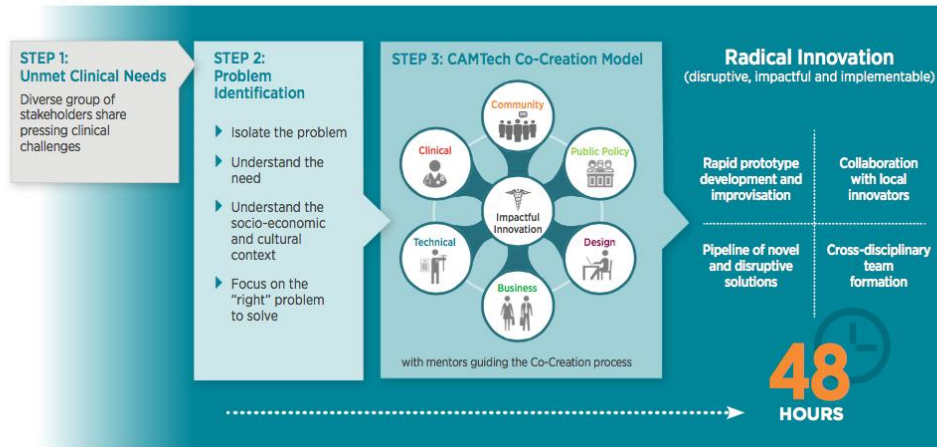 STEP 1:
Unmet Clinical Needs
Diverse group of
stakeholders share
pressing clinical
challenges
STEP 2:
Problem
Identification
Isolate the problem
Understand the
need
Understand the
socio-economic
and cultural
context
Focus on the
"right" problem
to solve
STEP 3: CAMTech Co-Creation Model
Community
Clinical
Public Policy
Impactful
Innovation
Technical
Design
Business
with mentors guiding the Co-Creation process
Radical Innovation
(disruptive, impactful and implementable)
Rapid prototype
development and
improvisation
Collaboration
with local
innovators
Pipeline of novel
and disruptive
solutions
Cross-disciplinary
team
formation
48
HOURS